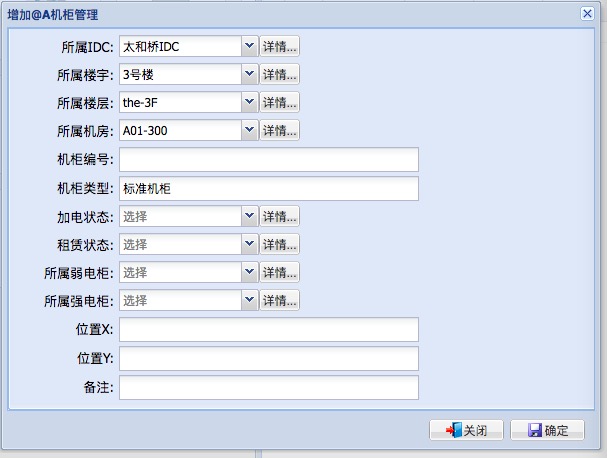 增加@A机柜管理
所属IDC: 太和桥IDC 详情...
所属楼宇: 3号楼 详情...
所属楼层: the-3F 详情...
所属机房: A01-300 详情...
机柜编号:
机柜类型: 标准机柜
加电状态: 选择 详情...
租赁状态: 选择 详情...
所属弱电柜: 选择 详情...
所属强电柜: 选择 详情...
位置X:
位置Y:
备注:
关闭 确定